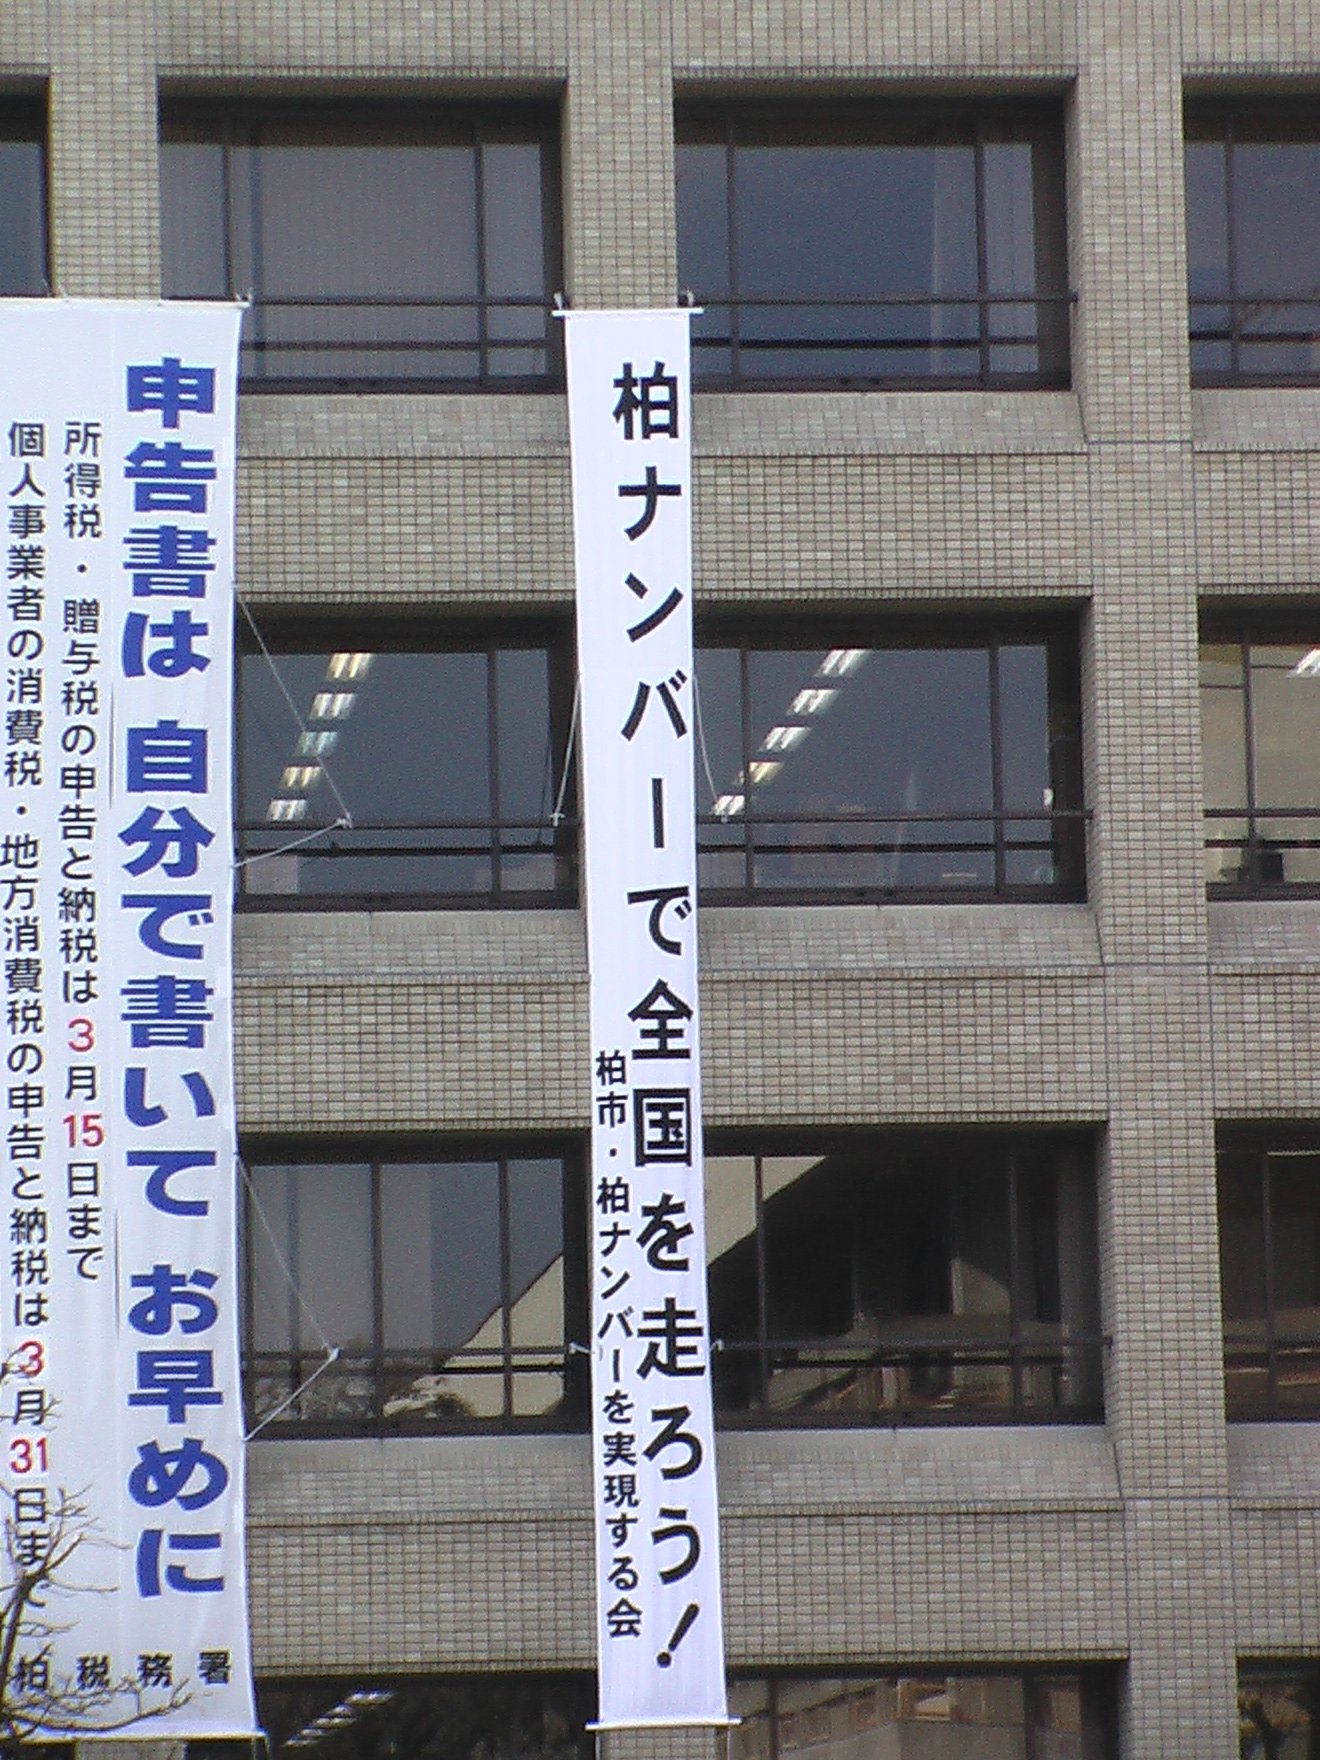 柏ナンバーで全国を走ろう!
柏市・柏ナンバーを実現する会
申告書は 自分で書いて お早めに
所得税・贈与税の申告と納税は3月15日まで
個人事業者の消費税・地方消費税の申告と納税は3月31日まで
柏税務署